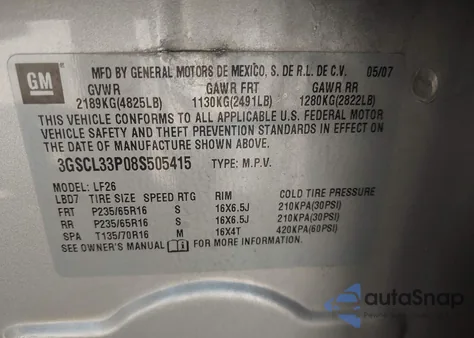 GM
MFD BY GENERAL MOTORS DE MEXICO, S. DE R.L. DE C.V. 05/07
GVWR GAWR FRT GAWR RR
2189KG(4825LB) 1130KG(2491LB) 1280KG(2822LB)
THIS VEHICLE CONFORMS TO ALL APPLICABLE U.S. FEDERAL MOTOR
VEHICLE SAFETY AND THEFT PREVENTION STANDARDS IN EFFECT ON
THE DATE OF MANUFACTURE SHOWN ABOVE.
3GSCL33P08S505415 TYPE: M.P.V.
MODEL: LF26
LBD7 TIRE SIZE SPEED RTG RIM COLD TIRE PRESSURE
FRT P235/65R16 S 16X6.5J 210KPA(30PSI)
RR P235/65R16 S 16X6.5J 210KPA(30PSI)
SPA T135/70R16 M 16X4T 420KPA(60PSI)
SEE OWNER'S MANUAL FOR MORE INFORMATION.
autaSnap